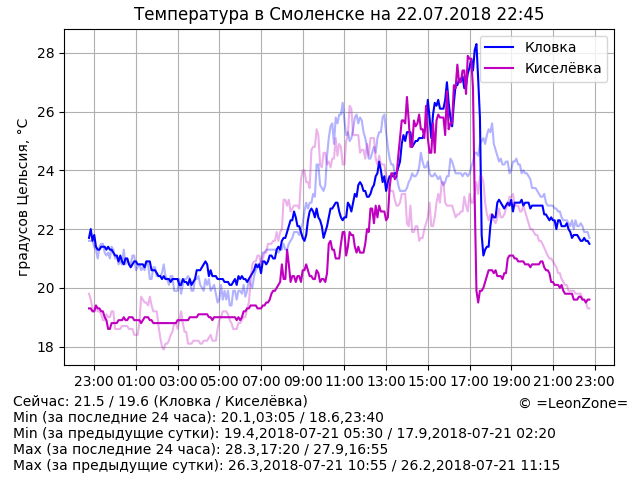 Температура в Смоленске на 22.07.2018 22:45
градусов Цельсия, °C
28
26
24
22
20
18
Кловка
Киселёвка
23:00 01:00 03:00 05:00 07:00 09:00 11:00 13:00 15:00 17:00 19:00 21:00 23:00
Сейчас: 21.5 / 19.6 (Кловка / Киселёвка)
© =LeonZone=
Min (за последние 24 часа): 20.1,03:05 / 18.6,23:40
Min (за предыдущие сутки): 19.4,2018-07-21 05:30 / 17.9,2018-07-21 02:20
Max (за последние 24 часа): 28.3,17:20 / 27.9,16:55
Max (за предыдущие сутки): 26.3,2018-07-21 10:55 / 26.2,2018-07-21 11:15